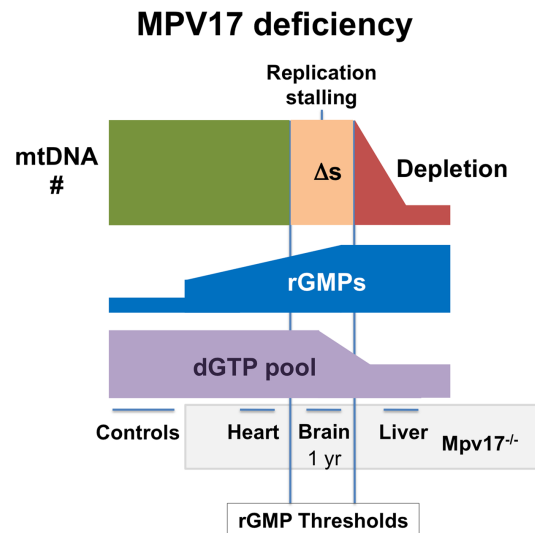 MPV17 deficiency
Replication
stalling
mtDNA
#
Δs
Depletion
rGMPs
dGTP pool
Controls
Heart
Brain
Liver
1 yr
Mpv17-/-
rGMP Thresholds